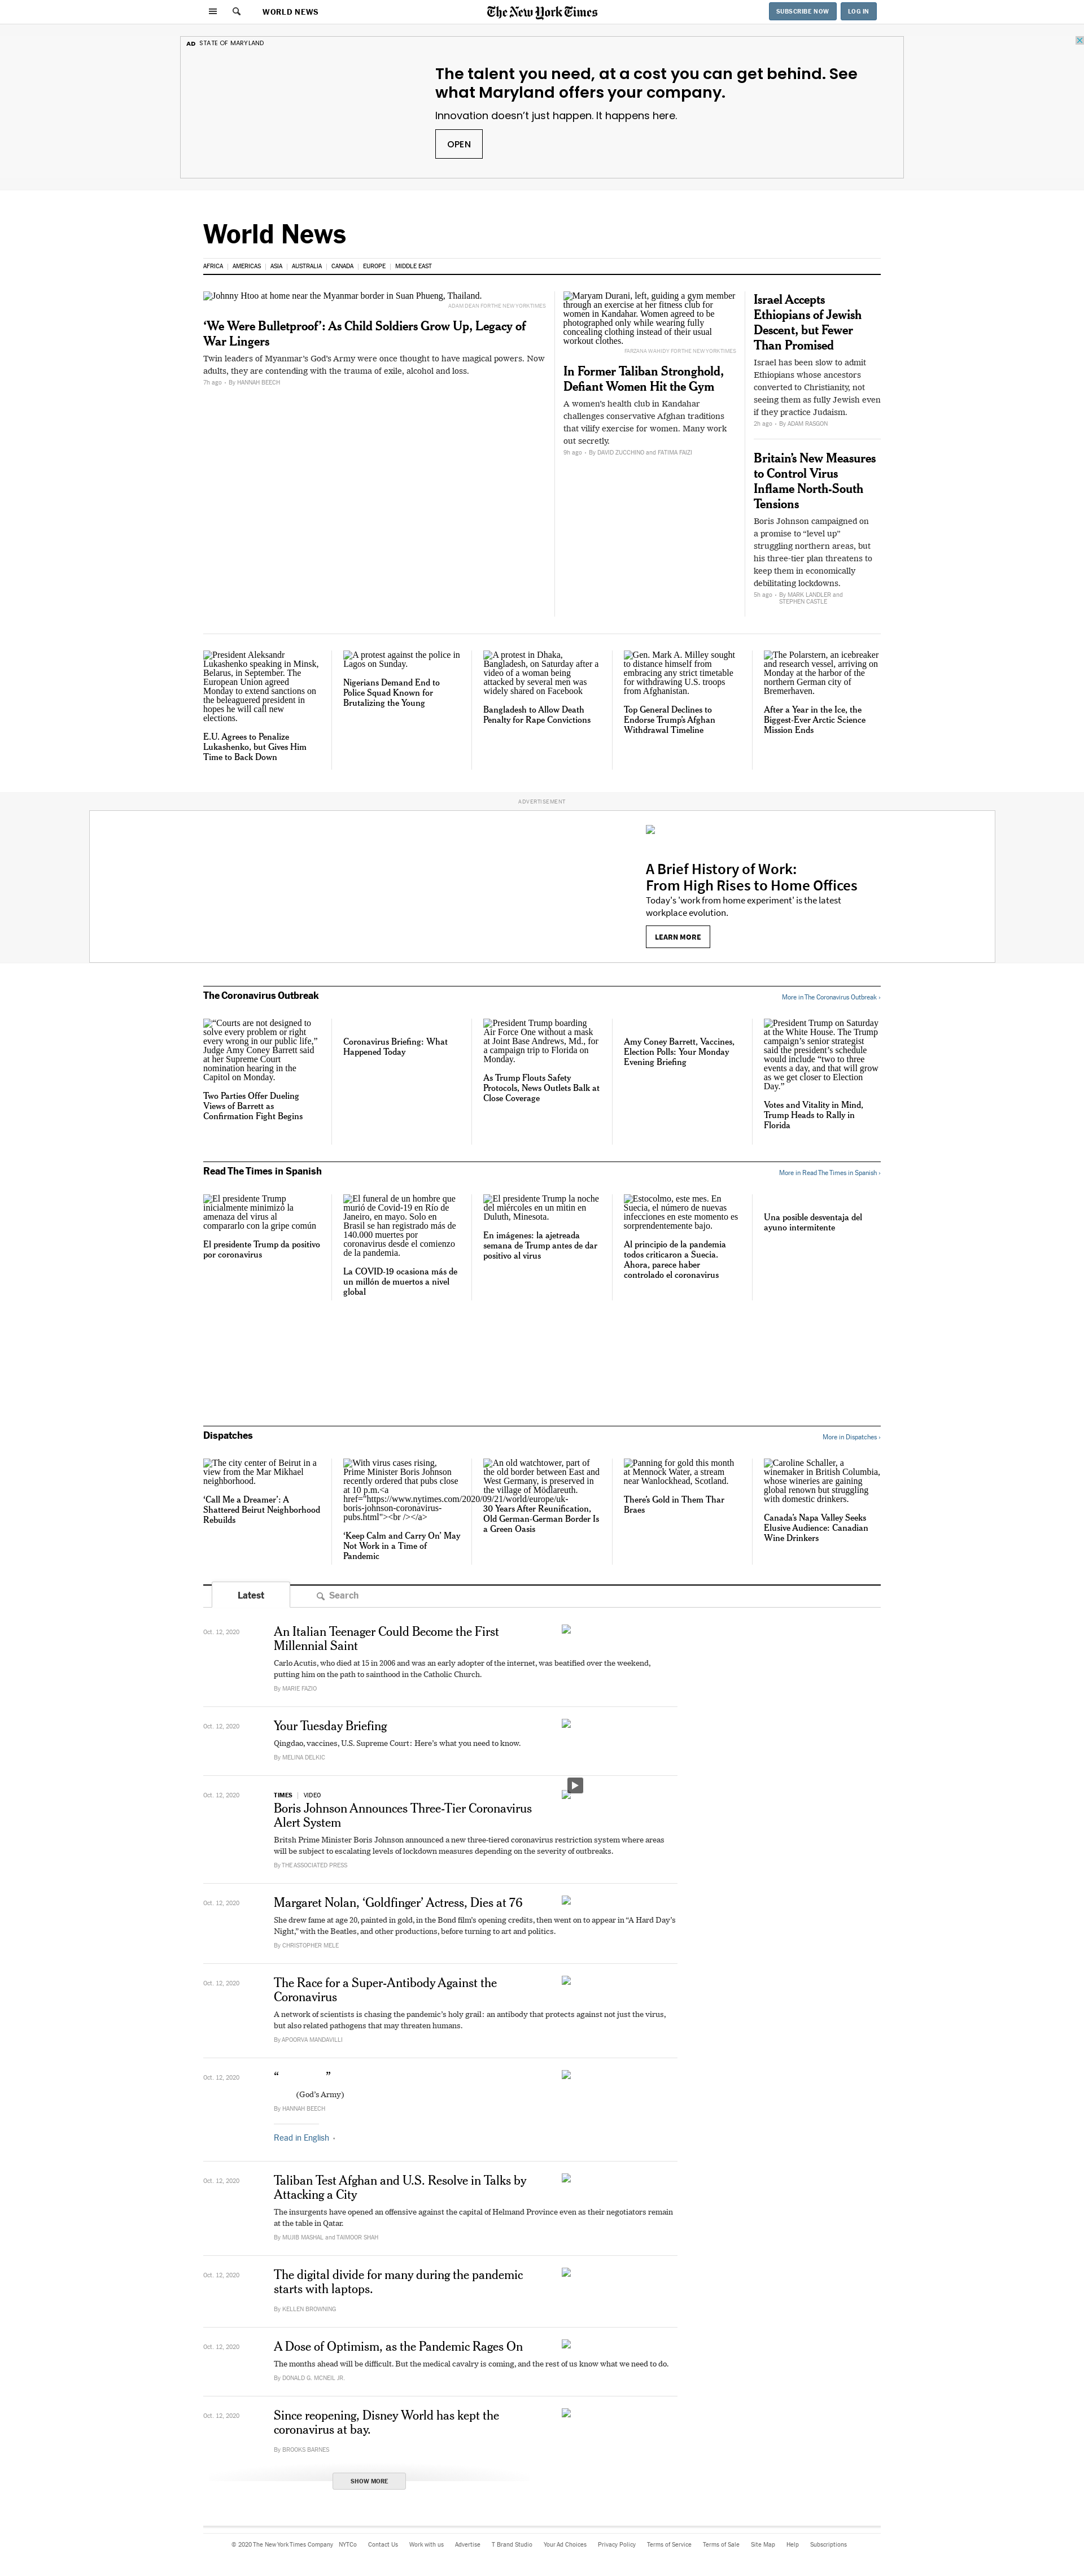 WORLD NEWS
The New York Times
SUBSCRIBE NOW
LOG IN
AD STATE OF MARYLAND
The talent you need, at a cost you can get behind. See
what Maryland offers your company.
Innovation doesn’t just happen. It happens here.
OPEN
World News
AFRICA
AMERICAS
ASIA
AUSTRALIA
CANADA
EUROPE
MIDDLE EAST
Johnny Htoo at home near the Myanmar border in Suan Phueng, Thailand.
ADAM DEAN FOR THE NEW YORK TIMES
‘We Were Bulletproof’: As Child Soldiers Grow Up, Legacy of
War Lingers
Twin leaders of Myanmar’s God’s Army were once thought to have magical powers. Now
adults, they are contending with the trauma of exile, alcohol and loss.
7h ago · By HANNAH BEECH
Maryam Durani, left, guiding a gym member
through an exercise at her fitness club for
women in Kandahar. Women agreed to be
photographed only while wearing fully
concealing clothing instead of their usual
workout clothes.
FARZANA WAHIDY FOR THE NEW YORK TIMES
In Former Taliban Stronghold,
Defiant Women Hit the Gym
A women’s health club in Kandahar
challenges conservative Afghan traditions
that vilify exercise for women. Many work
out secretly.
9h ago · By DAVID ZUCCHINO and FATIMA FAIZI
Israel Accepts
Ethiopians of Jewish
Descent, but Fewer
Than Promised
Israel has been slow to admit
Ethiopians whose ancestors
converted to Christianity, not
seeing them as fully Jewish even
if they practice Judaism.
2h ago · By ADAM RASGON
Britain’s New Measures
to Control Virus
Inflame North-South
Tensions
Boris Johnson campaigned on
a promise to “level up”
struggling northern areas, but
his three-tier plan threatens to
keep them in economically
debilitating lockdowns.
5h ago · By MARK LANDLER and
STEPHEN CASTLE
President Aleksandr
Lukashenko speaking in Minsk,
Belarus, in September. The
European Union agreed
Monday to extend sanctions on
the beleaguered president in
hopes he will call new
elections.
E.U. Agrees to Penalize
Lukashenko, but Gives Him
Time to Back Down
A protest against the police in
Lagos on Sunday.
Nigerians Demand End to
Police Squad Known for
Brutalizing the Young
A protest in Dhaka,
Bangladesh, on Saturday after a
video of a woman being
attacked by several men was
widely shared on Facebook
Bangladesh to Allow Death
Penalty for Rape Convictions
Gen. Mark A. Milley sought
to distance himself from
embracing any strict timetable
for withdrawing U.S. troops
from Afghanistan.
Top General Declines to
Endorse Trump’s Afghan
Withdrawal Timeline
The Polarstern, an icebreaker
and research vessel, arriving on
Monday at the harbor of the
northern German city of
Bremerhaven.
After a Year in the Ice, the
Biggest-Ever Arctic Science
Mission Ends
ADVERTISEMENT
A Brief History of Work:
From High Rises to Home Offices
Today's 'work from home experiment' is the latest
workplace evolution.
LEARN MORE
The Coronavirus Outbreak
More in The Coronavirus Outbreak ›
“Courts are not designed to
solve every problem or right
every wrong in our public life,”
Judge Amy Coney Barrett said
at her Supreme Court
nomination hearing in the
Capitol on Monday.
Two Parties Offer Dueling
Views of Barrett as
Confirmation Fight Begins
Coronavirus Briefing: What
Happened Today
President Trump boarding
Air Force One without a mask
at Joint Base Andrews, Md., for
a campaign trip to Florida on
Monday.
As Trump Flouts Safety
Protocols, News Outlets Balk at
Close Coverage
Amy Coney Barrett, Vaccines,
Election Polls: Your Monday
Evening Briefing
President Trump on Saturday
at the White House. The Trump
campaign’s senior strategist
said the president’s schedule
would include “two to three
events a day, and that will grow
as we get closer to Election
Day.”
Votes and Vitality in Mind,
Trump Heads to Rally in
Florida
Read The Times in Spanish
More in Read The Times in Spanish ›
El presidente Trump
inicialmente minimizó la
amenaza del virus al
compararlo con la gripe común
El presidente Trump da positivo
por coronavirus
El funeral de un hombre que
murió de Covid-19 en Río de
Janeiro, en mayo. Solo en
Brasil se han registrado más de
140.000 muertes por
coronavirus desde el comienzo
de la pandemia.
La COVID-19 ocasiona más de
un millón de muertos a nivel
global
El presidente Trump la noche
del miércoles en un mitin en
Duluth, Minesota.
En imágenes: la ajetreada
semana de Trump antes de dar
positivo al virus
Estocolmo, este mes. En
Suecia, el número de nuevas
infecciones en este momento es
sorprendentemente bajo.
Al principio de la pandemia
todos criticaron a Suecia.
Ahora, parece haber
controlado el coronavirus
Una posible desventaja del
ayuno intermitente
Dispatches
More in Dispatches ›
The city center of Beirut in a
view from the Mar Mikhael
neighborhood.
‘Call Me a Dreamer’: A
Shattered Beirut Neighborhood
Rebuilds
With virus cases rising,
Prime Minister Boris Johnson
recently ordered that pubs close
at 10 p.m.<a
href="https://www.nytimes.com/2020/09/21/world/europe/uk-
boris-johnson-coronavirus-
pubs.html"><br /></a>
‘Keep Calm and Carry On’ May
Not Work in a Time of
Pandemic
An old watchtower, part of
the old border between East and
West Germany, is preserved in
the village of Mödlareuth.
30 Years After Reunification,
Old German-German Border Is
a Green Oasis
Panning for gold this month
at Mennock Water, a stream
near Wanlockhead, Scotland.
There’s Gold in Them Thar
Braes
Caroline Schaller, a
winemaker in British Columbia,
whose wineries are gaining
global renown but struggling
with domestic drinkers.
Canada’s Napa Valley Seeks
Elusive Audience: Canadian
Wine Drinkers
Latest
Search
Oct. 12, 2020
An Italian Teenager Could Become the First
Millennial Saint
Carlo Acutis, who died at 15 in 2006 and was an early adopter of the internet, was beatified over the weekend,
putting him on the path to sainthood in the Catholic Church.
By MARIE FAZIO
Oct. 12, 2020
Your Tuesday Briefing
Qingdao, vaccines, U.S. Supreme Court: Here’s what you need to know.
By MELINA DELKIC
Oct. 12, 2020
TIMES | VIDEO
Boris Johnson Announces Three-Tier Coronavirus
Alert System
Britsh Prime Minister Boris Johnson announced a new three-tiered coronavirus restriction system where areas
will be subject to escalating levels of lockdown measures depending on the severity of outbreaks.
By THE ASSOCIATED PRESS
Oct. 12, 2020
Margaret Nolan, ‘Goldfinger’ Actress, Dies at 76
She drew fame at age 20, painted in gold, in the Bond film’s opening credits, then went on to appear in “A Hard Day’s
Night,” with the Beatles, and other productions, before turning to art and politics.
By CHRISTOPHER MELE
Oct. 12, 2020
The Race for a Super-Antibody Against the
Coronavirus
A network of scientists is chasing the pandemic’s holy grail: an antibody that protects against not just the virus,
but also related pathogens that may threaten humans.
By APOORVA MANDAVILLI
Oct. 12, 2020
“ ”
(God’s Army)
By HANNAH BEECH
Read in English ›
Oct. 12, 2020
Taliban Test Afghan and U.S. Resolve in Talks by
Attacking a City
The insurgents have opened an offensive against the capital of Helmand Province even as their negotiators remain
at the table in Qatar.
By MUJIB MASHAL and TAIMOOR SHAH
Oct. 12, 2020
The digital divide for many during the pandemic
starts with laptops.
By KELLEN BROWNING
Oct. 12, 2020
A Dose of Optimism, as the Pandemic Rages On
The months ahead will be difficult. But the medical cavalry is coming, and the rest of us know what we need to do.
By DONALD G. MCNEIL JR.
Oct. 12, 2020
Since reopening, Disney World has kept the
coronavirus at bay.
By BROOKS BARNES
SHOW MORE
© 2020 The New York Times Company
NYTCo
Contact Us
Work with us
Advertise
T Brand Studio
Your Ad Choices
Privacy Policy
Terms of Service
Terms of Sale
Site Map
Help
Subscriptions